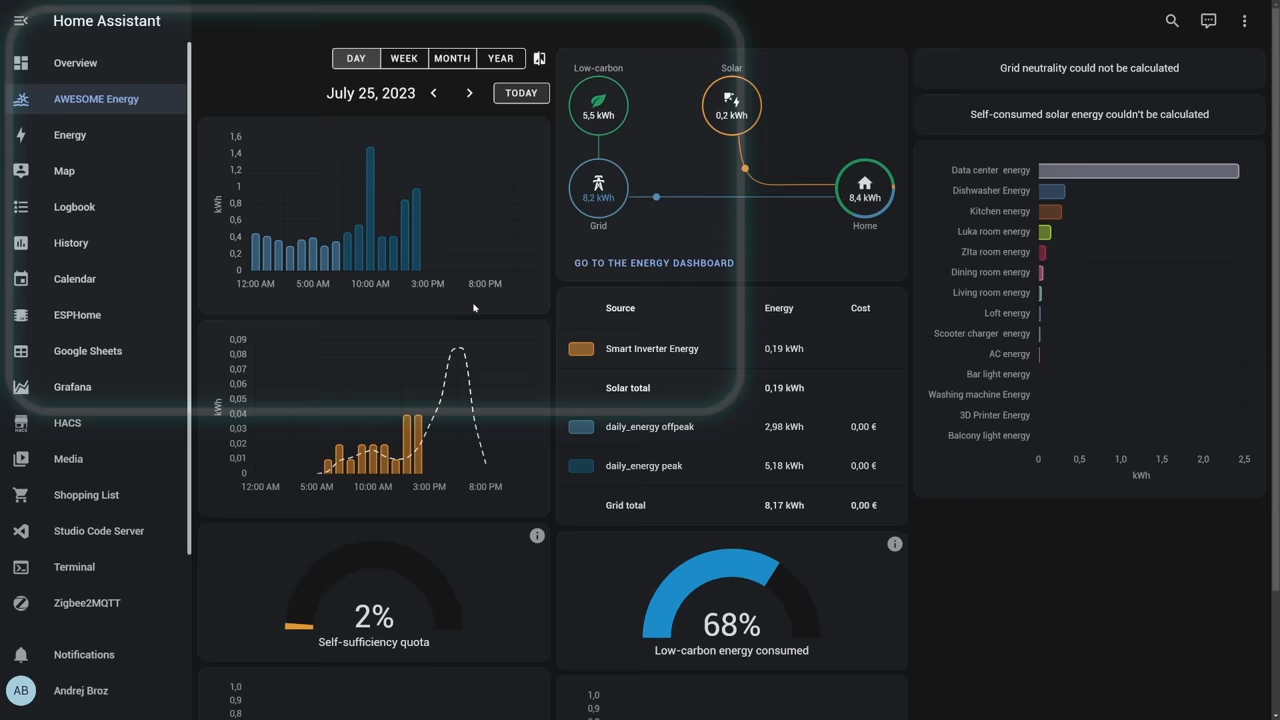 Home Assistant
Overview
AWESOME Energy
Energy
Map
Logbook
History
Calendar
ESPHome
Google Sheets
Grafana
HACS
Media
Shopping List
Studio Code Server
Terminal
Zigbee2MQTT
Notifications
AB
Andrej Broz
DAY
WEEK
MONTH
YEAR
July 25, 2023
TODAY
1,6
1,4
1,2
1
0,8
0,6
0,4
0,2
0
kWh
12:00 AM
5:00 AM
10:00 AM
3:00 PM
8:00 PM
0,09
0,08
0,07
0,06
0,05
0,04
0,03
0,02
0,01
0
kWh
12:00 AM
5:00 AM
10:00 AM
3:00 PM
8:00 PM
2%
Self-sufficiency quota
1,0
0,9
0,8
Low-carbon
Solar
5,5 kWh
0,2 kWh
8,2 kWh
8,4 kWh
Grid
Home
GO TO THE ENERGY DASHBOARD
Source Energy Cost
Smart Inverter Energy 0,19 kWh
Solar total 0,19 kWh
daily_energy offpeak 2,98 kWh 0,00 €
daily_energy peak 5,18 kWh 0,00 €
Grid total 8,17 kWh 0,00 €
68%
Low-carbon energy consumed
1,0
0,9
Grid neutrality could not be calculated
Self-consumed solar energy couldn't be calculated
Data center energy
Dishwasher Energy
Kitchen energy
Luka room energy
ZIta room energy
Dining room energy
Living room energy
Loft energy
Scooter charger energy
AC energy
Bar light energy
Washing machine Energy
3D Printer Energy
Balcony light energy
0
0,5
1,0
1,5
2,0
2,5
kWh